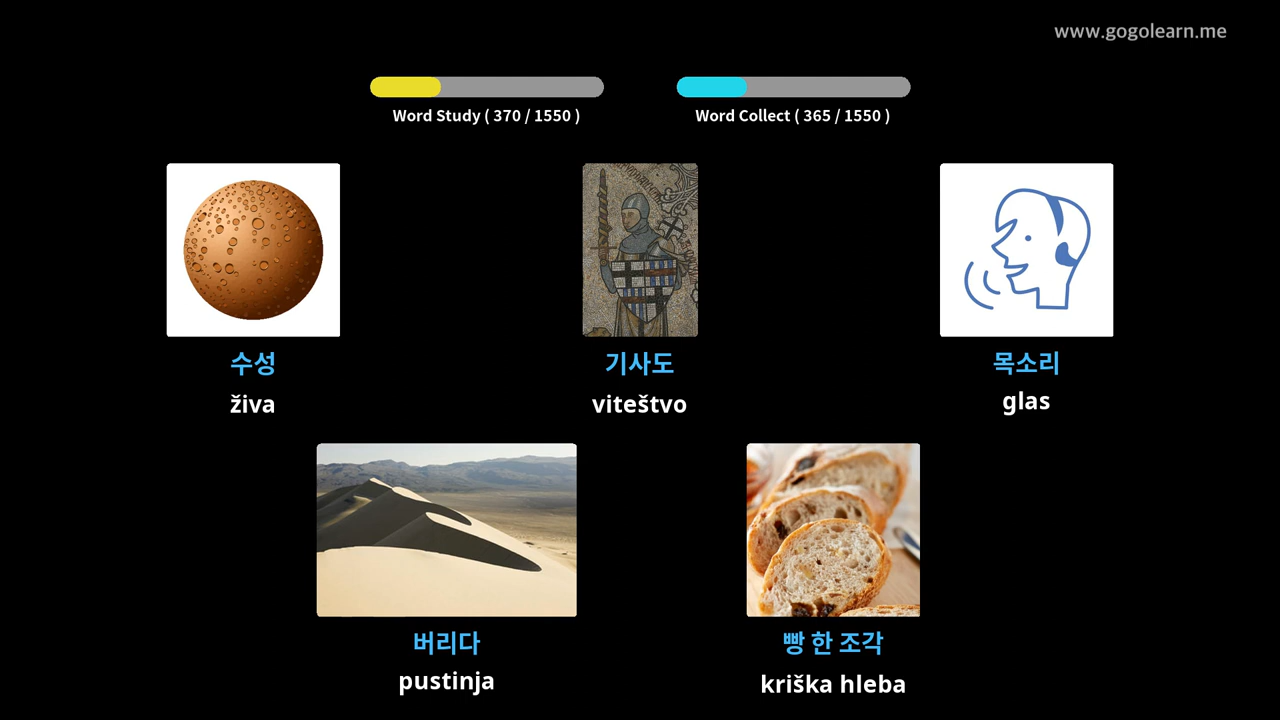 www.gogolearn.me
Word Study ( 370 / 1550 )
Word Collect ( 365 / 1550 )
수성
živa
기사도
viteštvo
목소리
glas
버리다
pustinja
빵 한 조각
kriška hleba